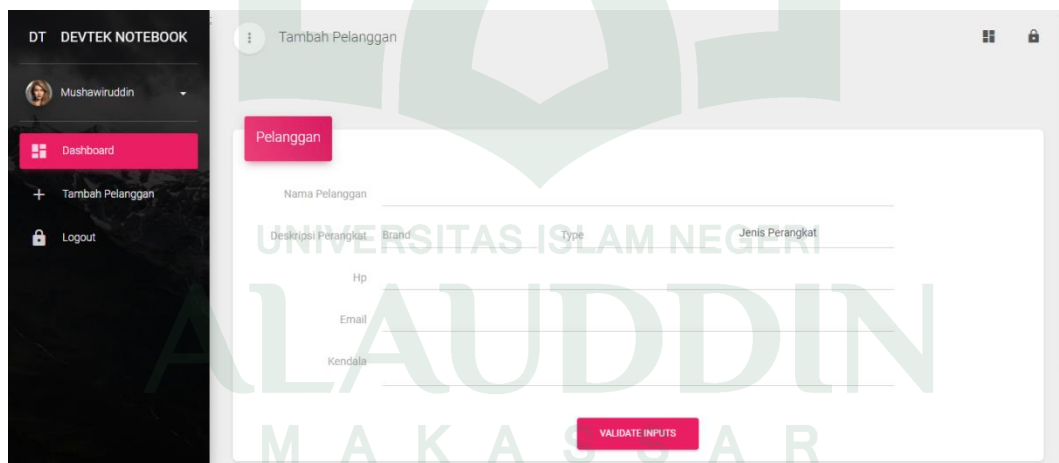 DT DEVTEK NOTEBOOK
Mushawiruddin
Dashboard
Tambah Pelanggan
Logout
Tambah Pelanggan
Pelanggan
Nama Pelanggan
Deskripsi Perangkat Brand Type Jenis Perangkat
Hp
Email
Kendala
VALIDATE INPUTS
UNIVERSITAS ISLAM NEGERI
ALAUDDIN
MAKASSAR